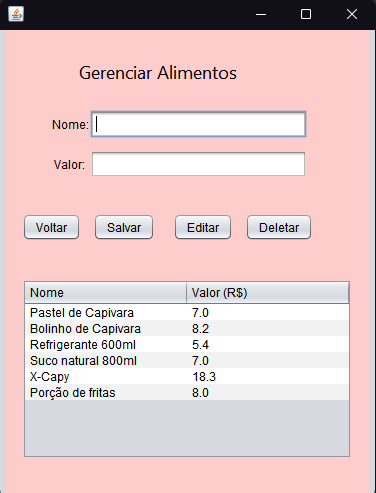 Gerenciar Alimentos
Nome:
Valor:
Voltar Salvar Editar Deletar
Nome Valor (R$)
Pastel de Capivara 7.0
Bolinho de Capivara 8.2
Refrigerante 600ml 5.4
Suco natural 800ml 7.0
X-Capy 18.3
Porção de fritas 8.0